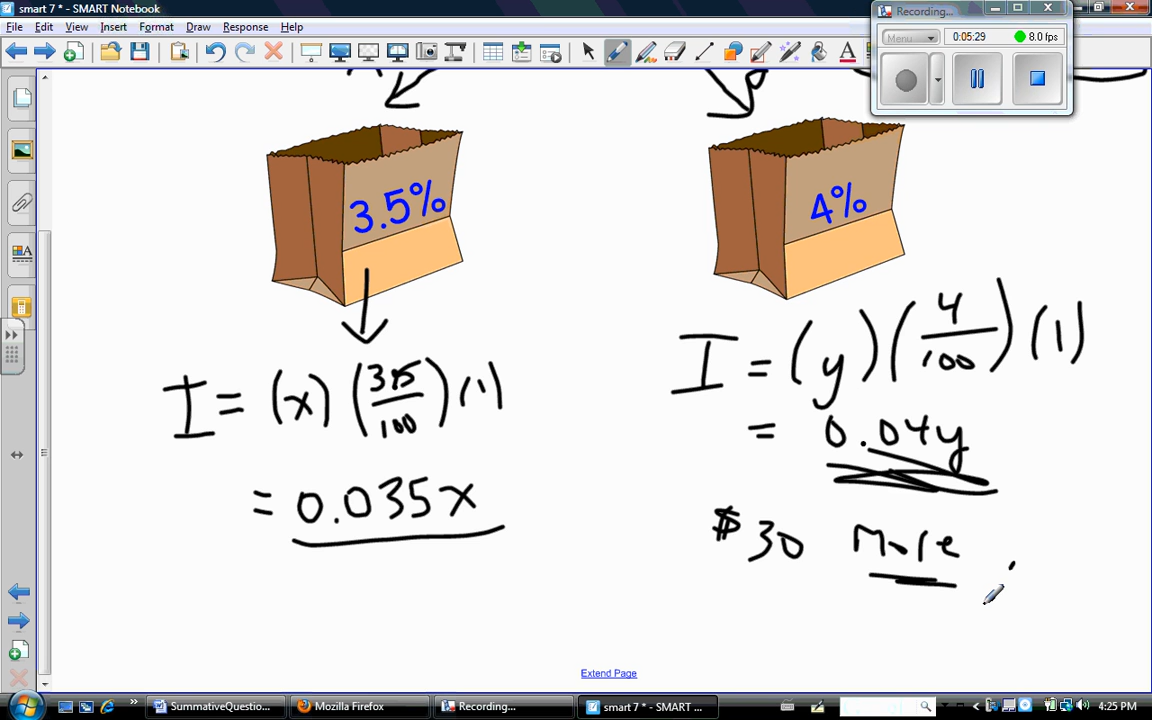 smart 7 * - SMART Notebook
Recording...
File Edit View Insert Format Draw Response Help
Menu
0:05:29
8.0 fps
3.5%
4%
I = (x) (3.5/100) (1)
= 0.035x
I = (y) (4/100) (1)
= 0.04y
$30 More
Extend Page
SummativeQuestio...
Mozilla Firefox
Recording...
smart 7 * - SMART ...
4:25 PM